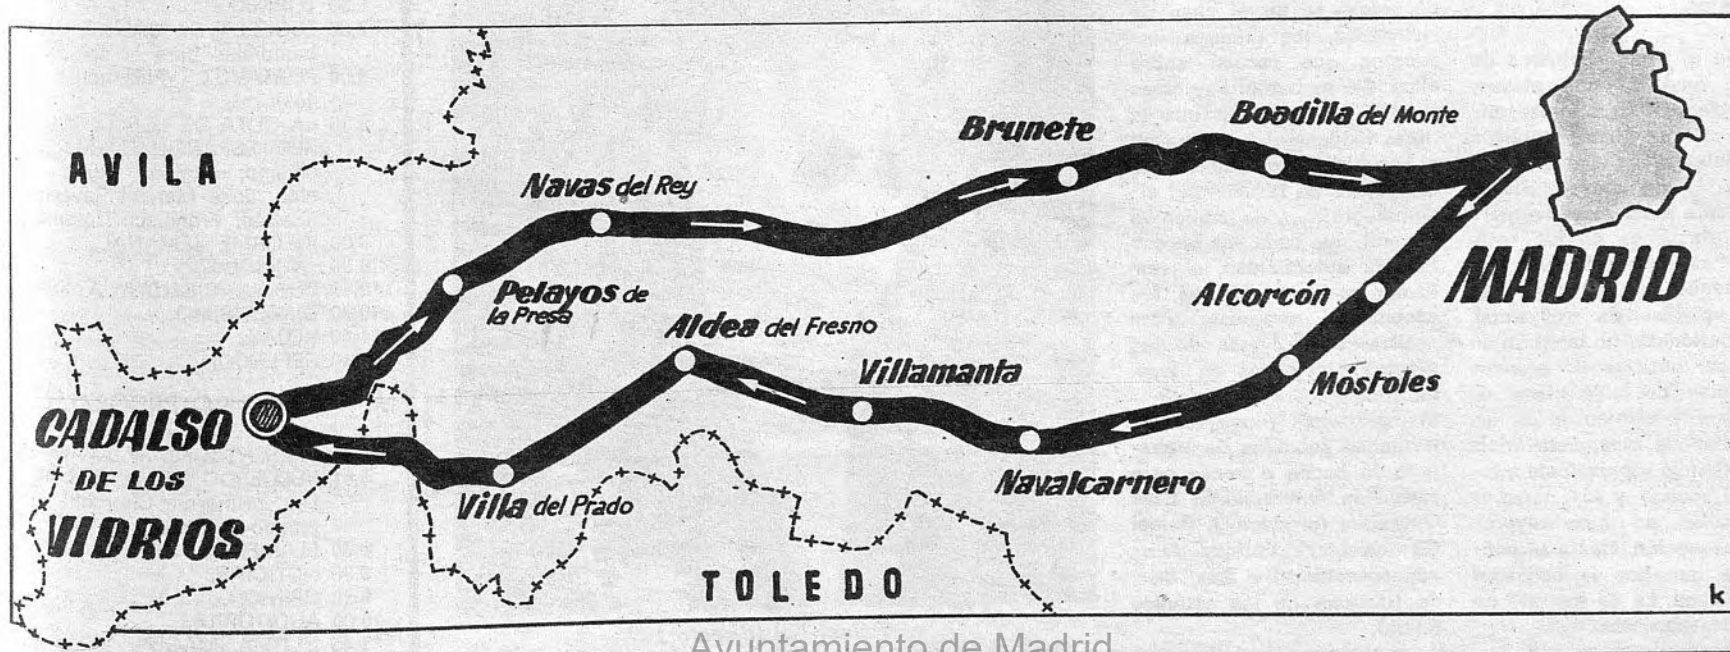 AVILA
Navas del Rey
Brunete
Boadilla del Monte
MADRID
Pelayos de
la Presa
Aldea del Fresno
Alcorcón
Villamanta
Móstoles
CADALSO
DE LOS
VIDRIOS
Villa del Prado
Navalcarnero
TOLEDO
k
Ayuntamiento de Madrid